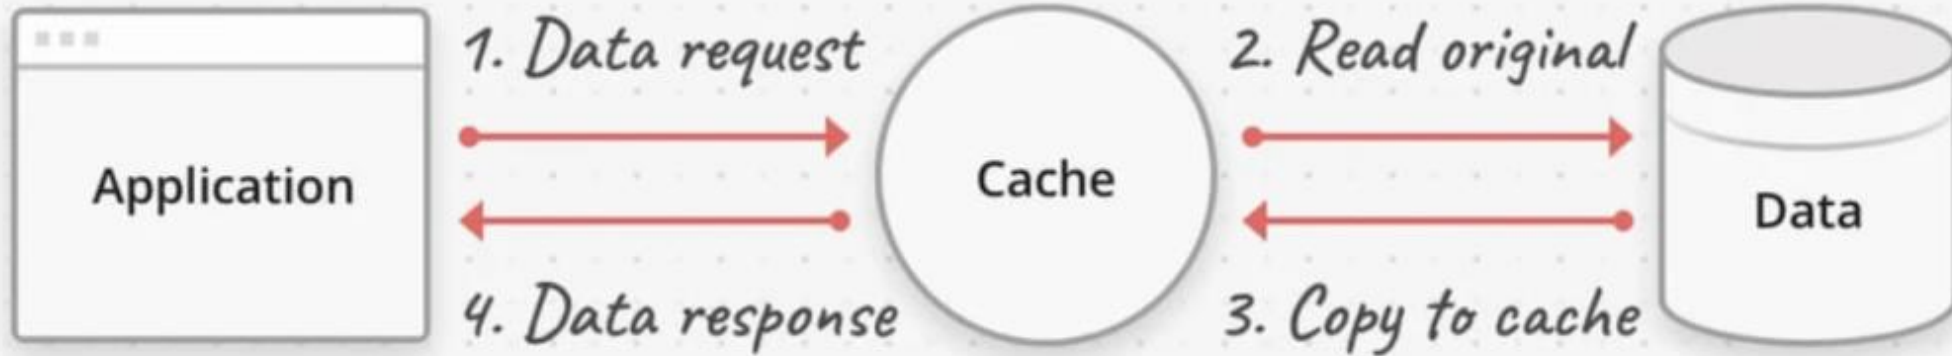 1. Data request
2. Read original
Application
Cache
Data
4. Data response
3. Copy to cache